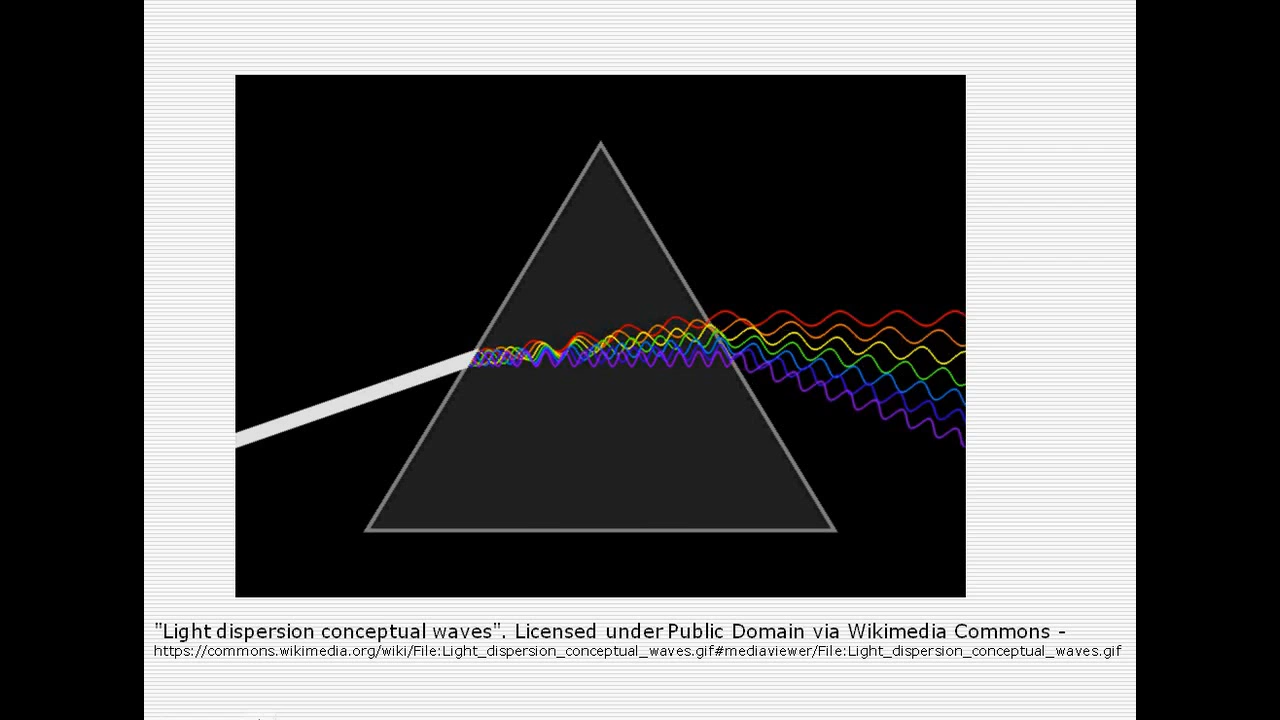 "Light dispersion conceptual waves". Licensed under Public Domain via Wikimedia Commons -
https://commons.wikimedia.org/wiki/File:Light_dispersion_conceptual_waves.gif#mediaviewer/File:Light_dispersion_conceptual_waves.gif